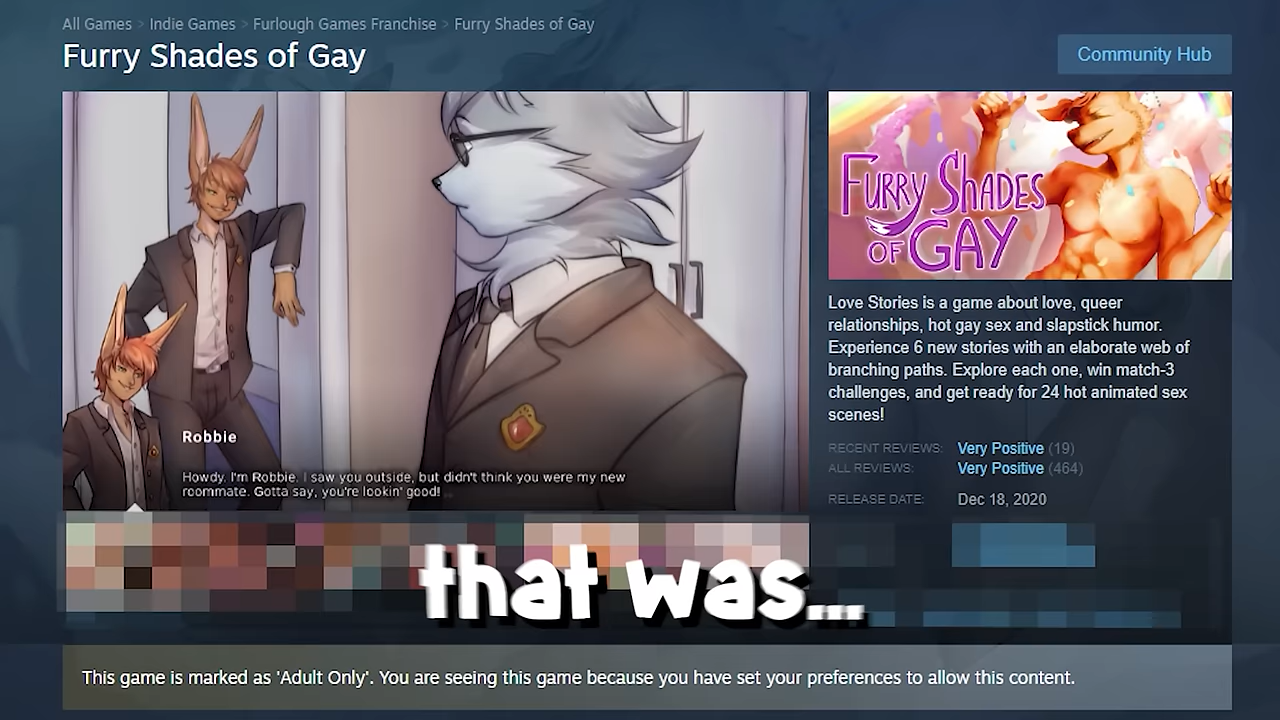 All Games > Indie Games > Furlough Games Franchise > Furry Shades of Gay
Furry Shades of Gay
Community Hub
FURRY SHADES
OF GAY
Love Stories is a game about love, queer
relationships, hot gay sex and slapstick humor.
Experience 6 new stories with an elaborate web of
branching paths. Explore each one, win match-3
challenges, and get ready for 24 hot animated sex
scenes!
RECENT REVIEWS: Very Positive (19)
ALL REVIEWS: Very Positive (464)
RELEASE DATE: Dec 18, 2020
Robbie
Howdy. I'm Robbie. I saw you outside, but didn't think you were my new
roommate. Gotta say, you're lookin' good!
that was...
This game is marked as 'Adult Only'. You are seeing this game because you have set your preferences to allow this content.